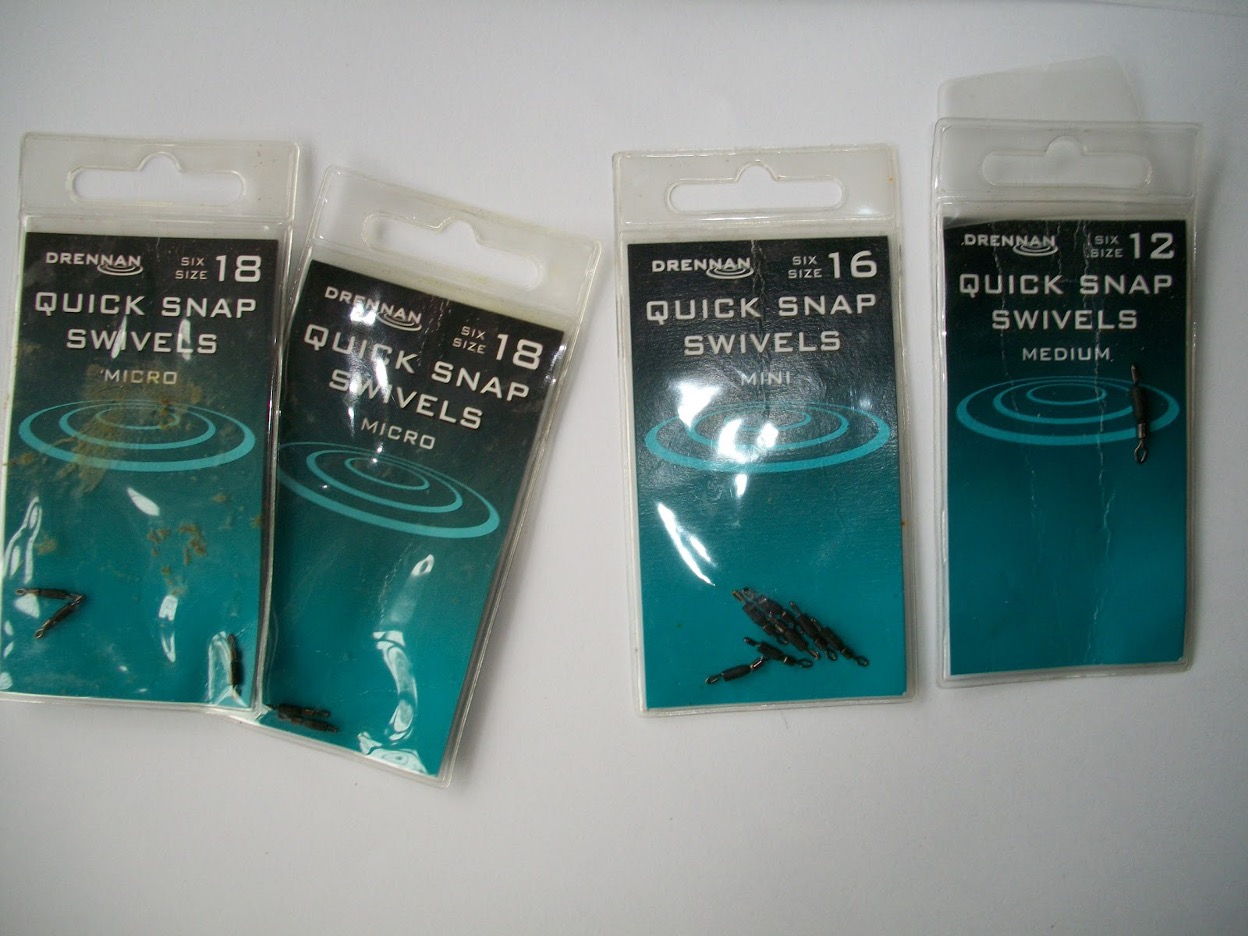 DRENNAN SIX SIZE 18
QUICK SNAP
SWIVELS
MICRO
DRENNAN SIX SIZE 18
QUICK SNAP
SWIVELS
MICRO
DRENNAN SIX SIZE 16
QUICK SNAP
SWIVELS
MINI
DRENNAN SIX SIZE 12
QUICK SNAP
SWIVELS
MEDIUM